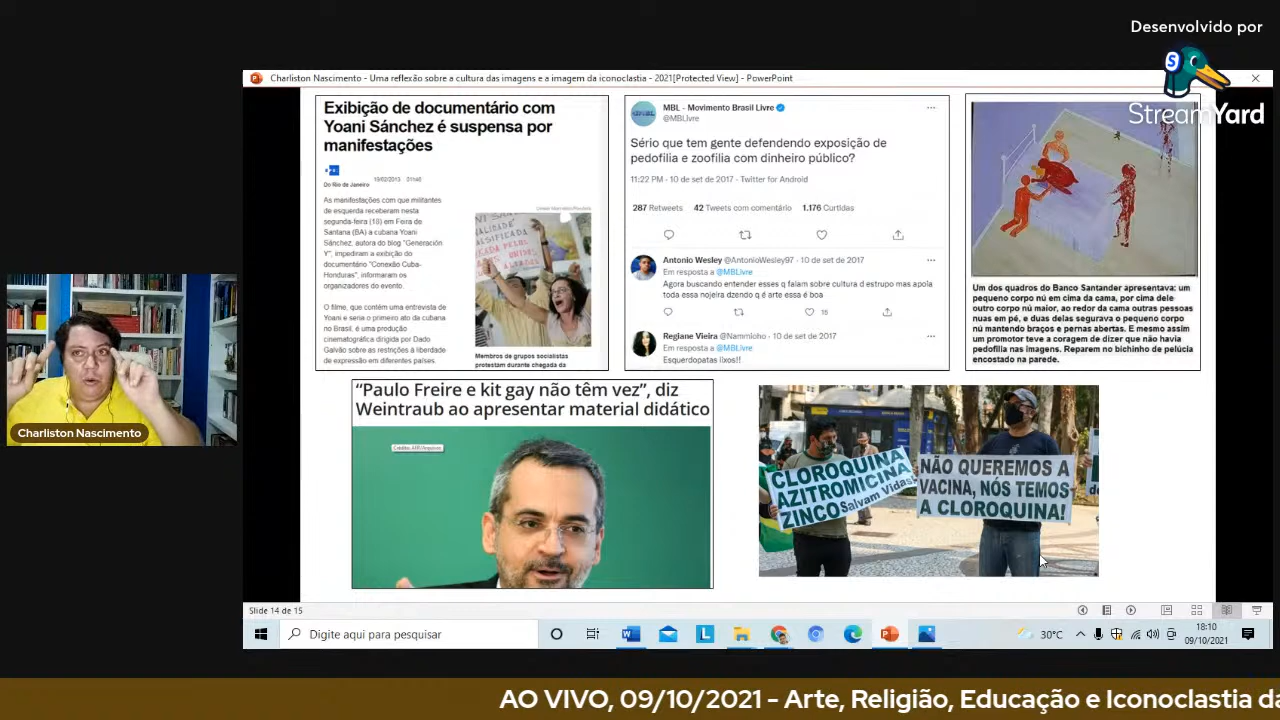 Desenvolvido por
StreamYard
Charliston Nascimento - Uma reflexão sobre a cultura das imagens e a imagem da iconoclastia - 2021[Protected View] - PowerPoint
Exibição de documentário com
Yoani Sánchez é suspensa por
manifestações
Do Rio de Janeiro
19/02/2013
As manifestações com que militantes
de esquerda receberam nesta
segunda-feira (18) em Feira de
Santana (BA) a cubana Yoani
Sánchez, autora do blog "Generación
Y", impediram a exibição do
documentário "Conexão Cuba-
Honduras", informaram os
organizadores do evento.
O filme, que contém uma entrevista de
Yoani e seria o primeiro ato da cubana
no Brasil, é uma produção
cinematográfica dirigida por Dado
Galvão sobre as restrições à liberdade
de expressão em diferentes países.
Membros de grupos socialistas
protestam durante chegada da
MBL - Movimento Brasil Livre
@MBLivre
Sério que tem gente defendendo exposição de
pedofilia e zoofilia com dinheiro público?
11:22 PM · 10 de set de 2017 · Twitter for Android
287 Retweets 42 Tweets com comentário 1.176 Curtidas
Antonio Wesley @AntonioWesley97 · 10 de set de 2017
Em resposta a @MBLivre
Agora buscando entender esses q falam sobre cultura d estrupo mas apola
toda essa nojeira dzendo q é arte essa é boa
16
Regiane Vieira @Nammicho · 10 de set de 2017
Em resposta a @MBLivre
Esquerdopatas lixos!!
Um dos quadros do Banco Santander apresentava: um
pequeno corpo nú em cima da cama, por cima dele
outro corpo nú maior, ao redor da cama outras pessoas
nuas em pé, e duas delas segurava o pequeno corpo
nú mantendo braços e pernas abertas. E mesmo assim
um promotor teve a coragem de dizer que não havia
pedofilia nas imagens. Reparem no bichinho de pelúcia
encostado na parede.
"Paulo Freire e kit gay não têm vez", diz
Weintraub ao apresentar material didático
CLOROQUINA
AZITROMICINA
ZINCO Salvam Vidas
NÃO QUEREMOS A
VACINA, NÓS TEMOS
A CLOROQUINA!
Charliston Nascimento
Slide 14 de 15
Digite aqui para pesquisar
30°C
18:10
09/10/2021
AO VIVO, 09/10/2021 - Arte, Religião, Educação e Iconoclastia da